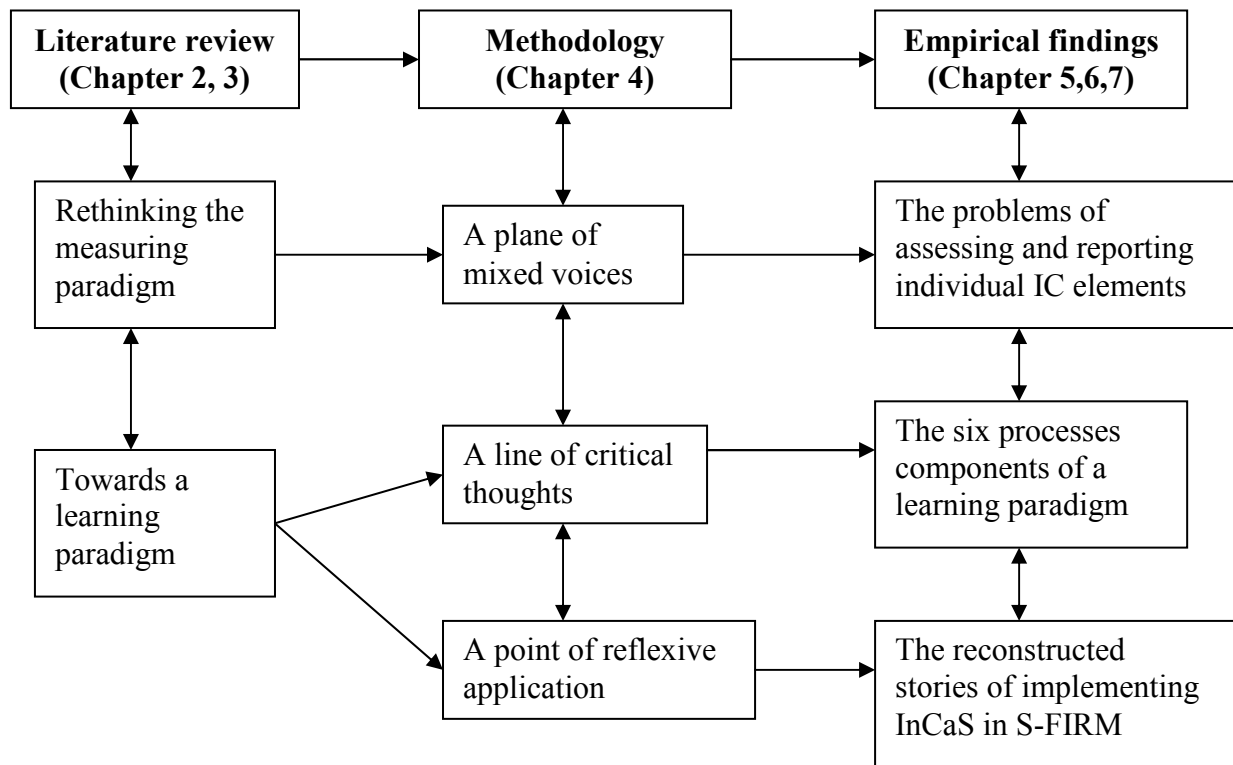 Literature review
(Chapter 2, 3)
Methodology
(Chapter 4)
Empirical findings
(Chapter 5,6,7)
Rethinking the
measuring
paradigm
A plane of
mixed voices
The problems of
assessing and reporting
individual IC elements
Towards a
learning
paradigm
A line of critical
thoughts
The six processes
components of a
learning paradigm
A point of reflexive
application
The reconstructed
stories of implementing
InCaS in S-FIRM